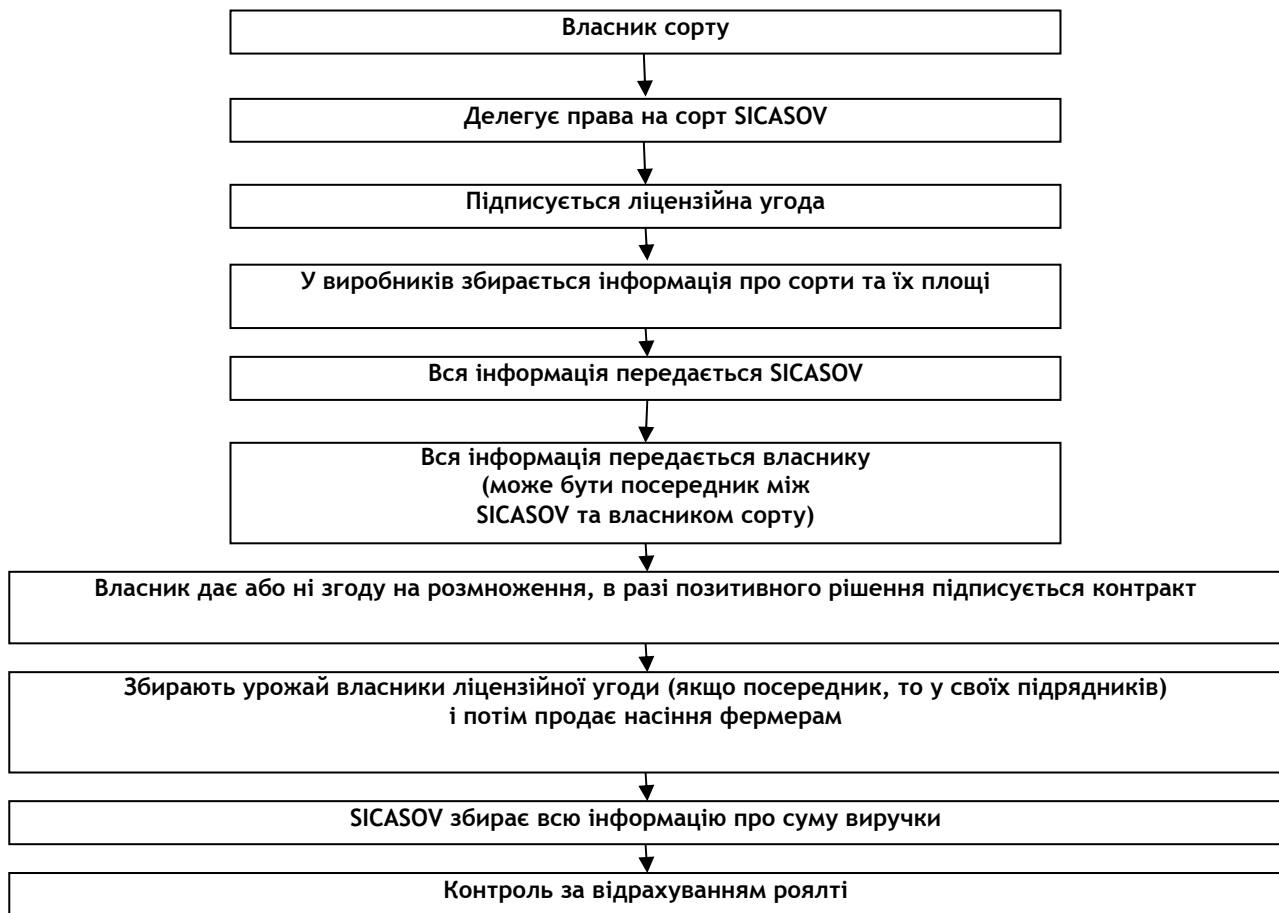 Власник сорту
Делегує права на сорт SICASOV
Підписується ліцензійна угода
У виробників збирається інформація про сорти та їх площі
Вся інформація передається SICASOV
Вся інформація передається власнику
(може бути посередник між
SICASOV та власником сорту)
Власник дає або ні згоду на розмноження, в разі позитивного рішення підписується контракт
Збирають урожай власники ліцензійної угоди (якщо посередник, то у своїх підрядників)
і потім продає насіння фермерам
SICASOV збирає всю інформацію про суму виручки
Контроль за відрахуванням роялті